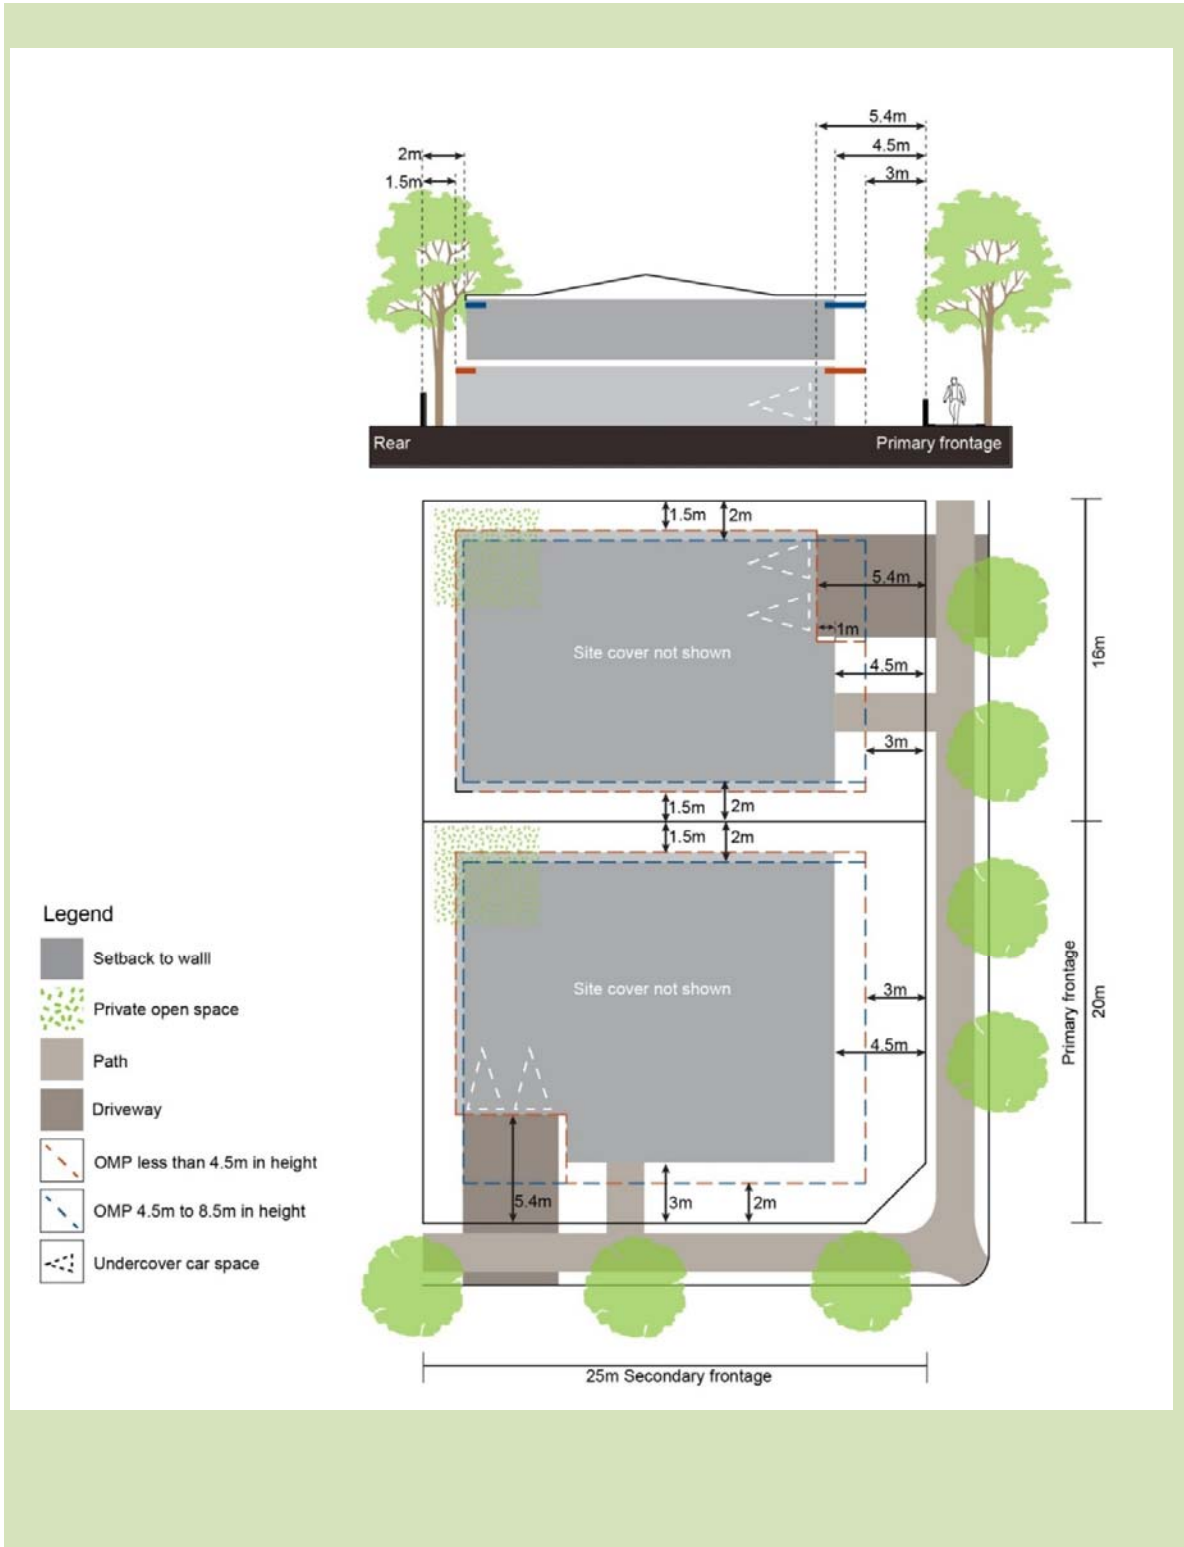 5.4m
4.5m
2m
3m
1.5m
Rear
Primary frontage
1.5m
2m
5.4m
1m
Site cover not shown
4.5m
16m
3m
1.5m
2m
1.5m
2m
Legend
Setback to walll
Private open space
Path
Driveway
OMP less than 4.5m in height
OMP 4.5m to 8.5m in height
Undercover car space
Site cover not shown
3m
4.5m
Primary frontage
20m
5.4m
3m
2m
25m Secondary frontage